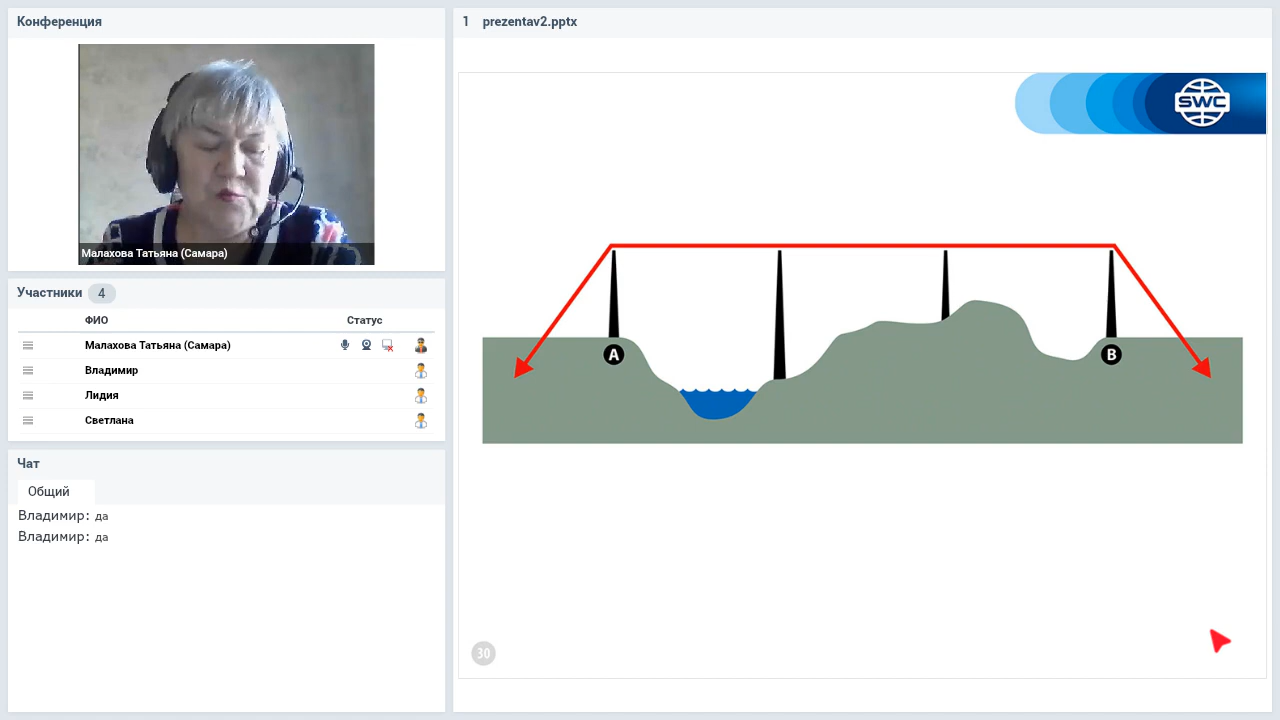 Конференция
Малахова Татьяна (Самара)
Участники 4
ФИО Статус
Малахова Татьяна (Самара)
Владимир
Лидия
Светлана
Чат
Общий
Владимир: да
Владимир: да
1 prezentav2.pptx
SWC
A B
30